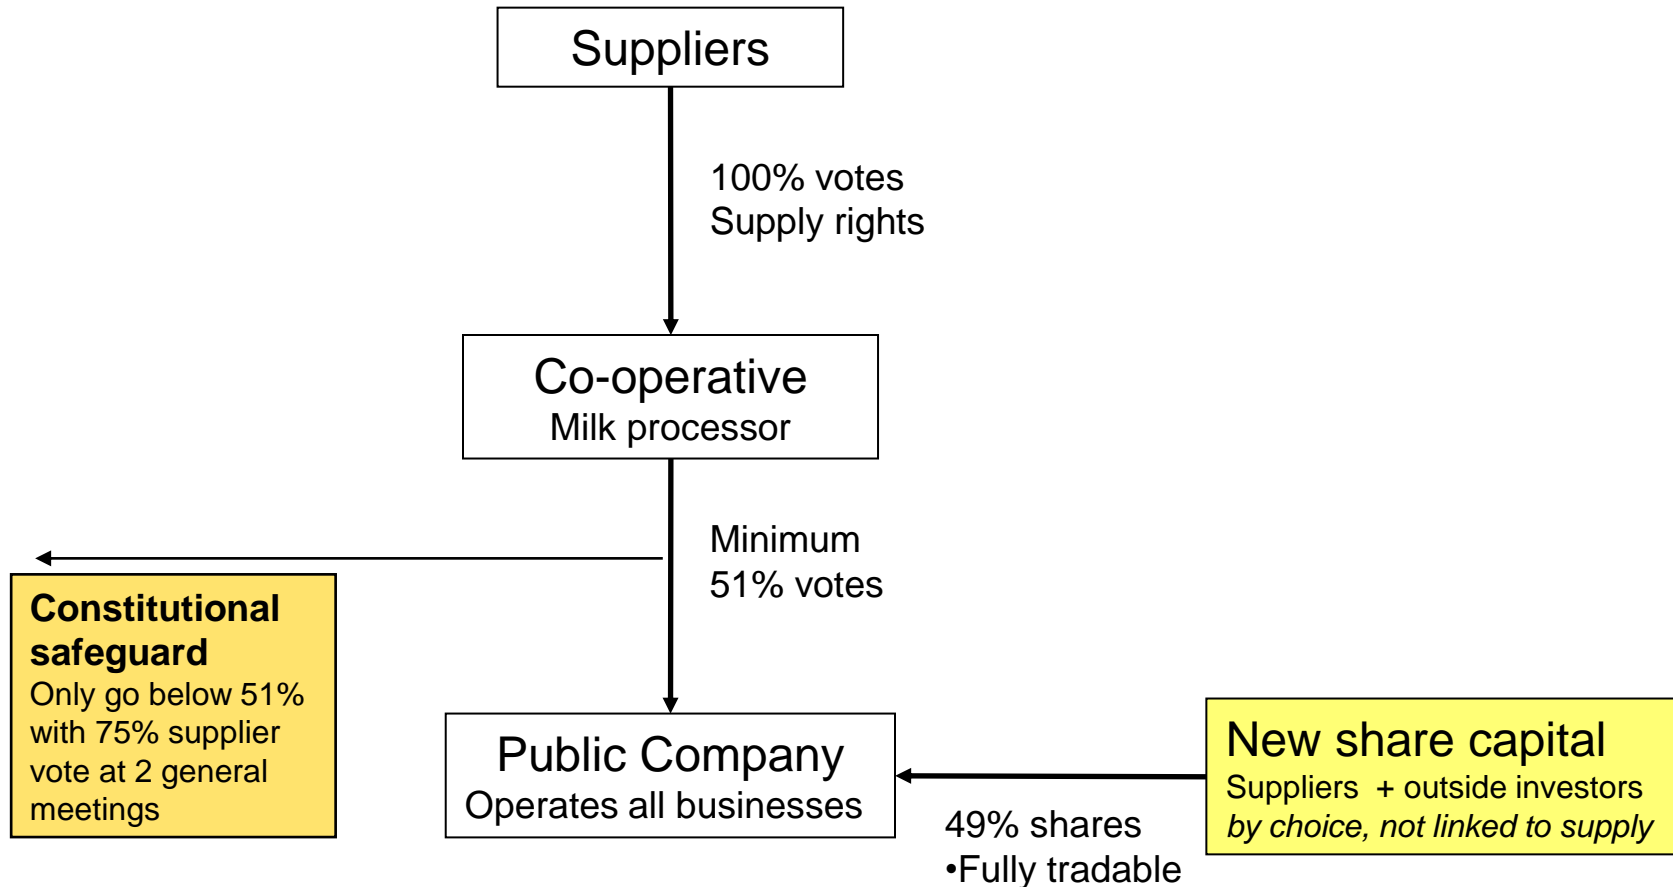 Suppliers
100% votes
Supply rights
Co-operative
Milk processor
Minimum
51% votes
Constitutional
safeguard
Only go below 51%
with 75% supplier
vote at 2 general
meetings
Public Company
Operates all businesses
New share capital
Suppliers + outside investors
by choice, not linked to supply
49% shares
•Fully tradable